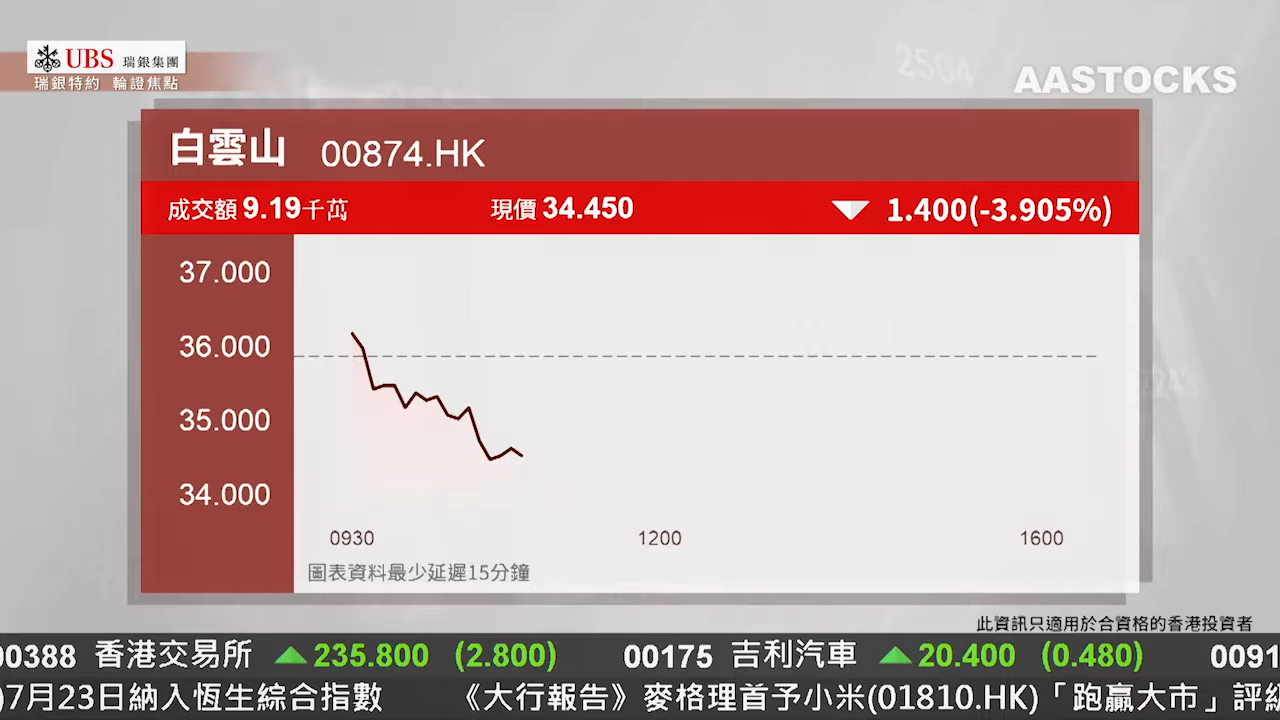 UBS 瑞銀集團
瑞銀特約 輪證焦點
AASTOCKS
白雲山 00874.HK
成交額 9.19千萬 現價 34.450 ▼ 1.400(-3.905%)
37.000
36.000
35.000
34.000
0930 1200 1600
圖表資料最少延遲15分鐘
此資訊只適用於合資格的香港投資者
00388 香港交易所 ▲235.800 (2.800) 00175 吉利汽車 ▲20.400 (0.480) 0091
)7月23日納入恆生綜合指數 《大行報告》麥格理首予小米(01810.HK)「跑贏大市」評級